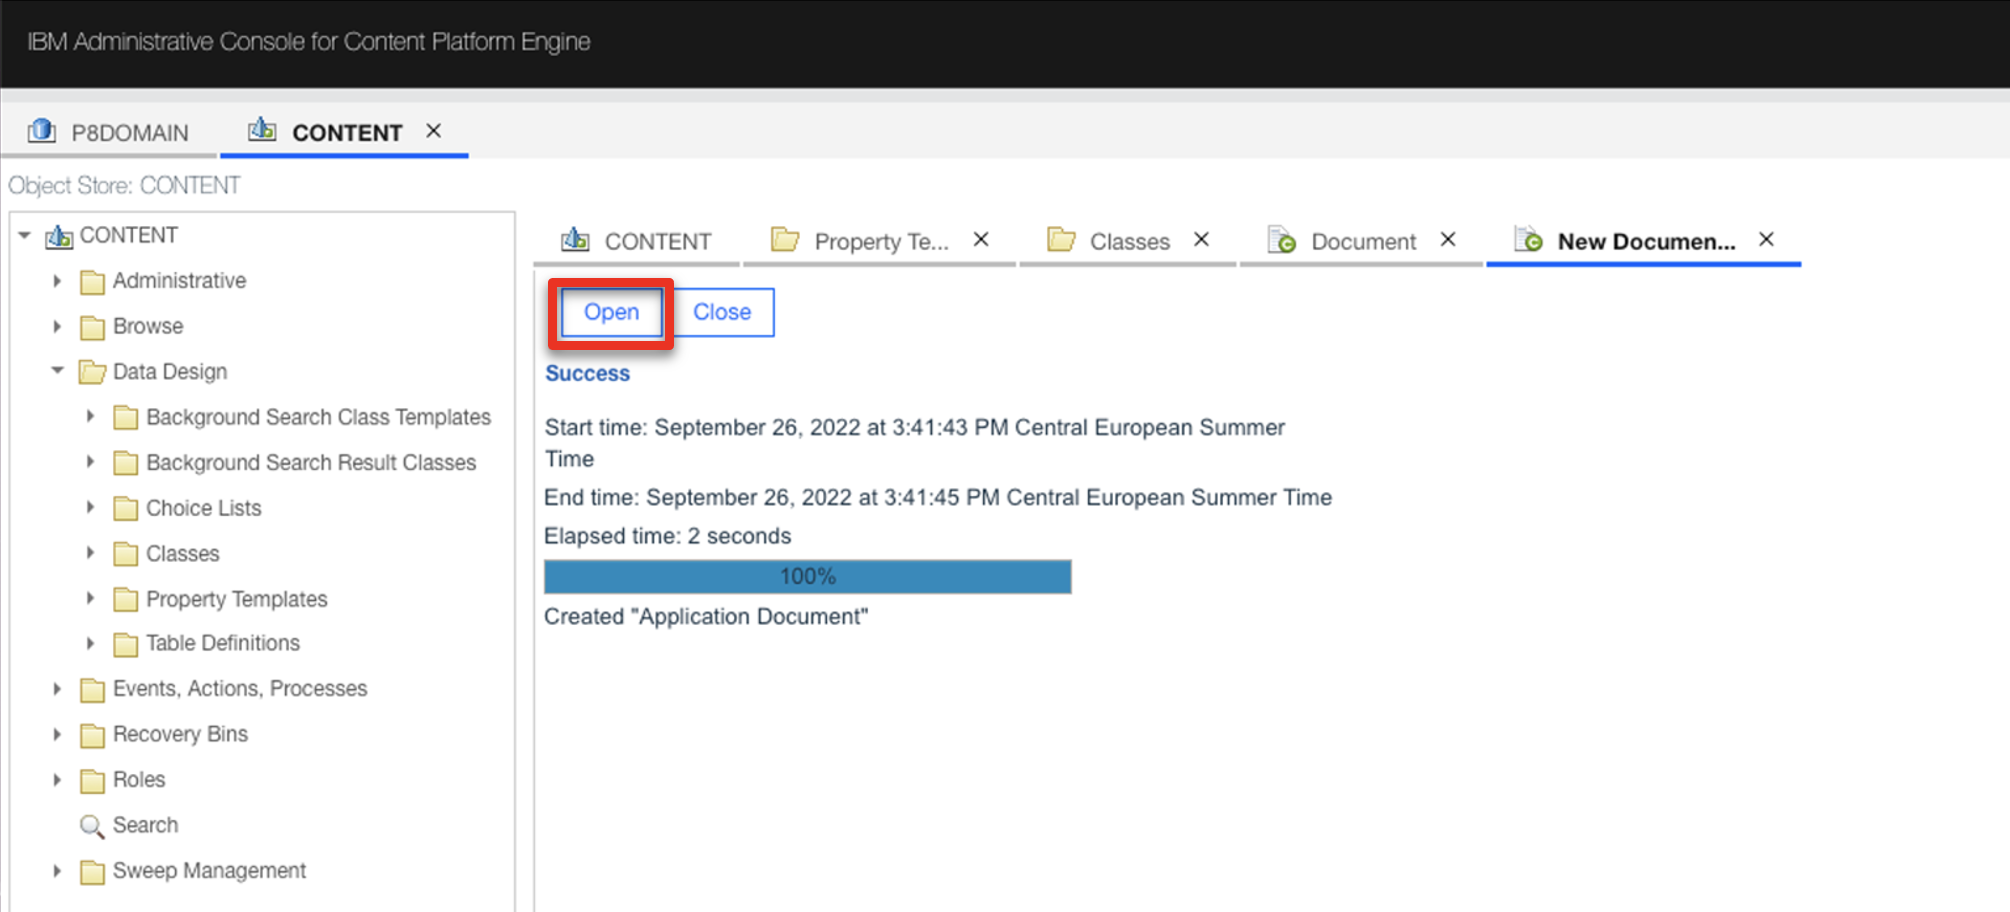 IBM Administrative Console for Content Platform Engine
P8DOMAIN
CONTENT
Object Store: CONTENT
CONTENT
Administrative
Browse
Data Design
Background Search Class Templates
Background Search Result Classes
Choice Lists
Classes
Property Templates
Table Definitions
Events, Actions, Processes
Recovery Bins
Roles
Search
Sweep Management
CONTENT
Property Te...
Classes
Document
New Documen...
Open
Close
Success
Start time: September 26, 2022 at 3:41:43 PM Central European Summer
Time
End time: September 26, 2022 at 3:41:45 PM Central European Summer Time
Elapsed time: 2 seconds
100%
Created "Application Document"